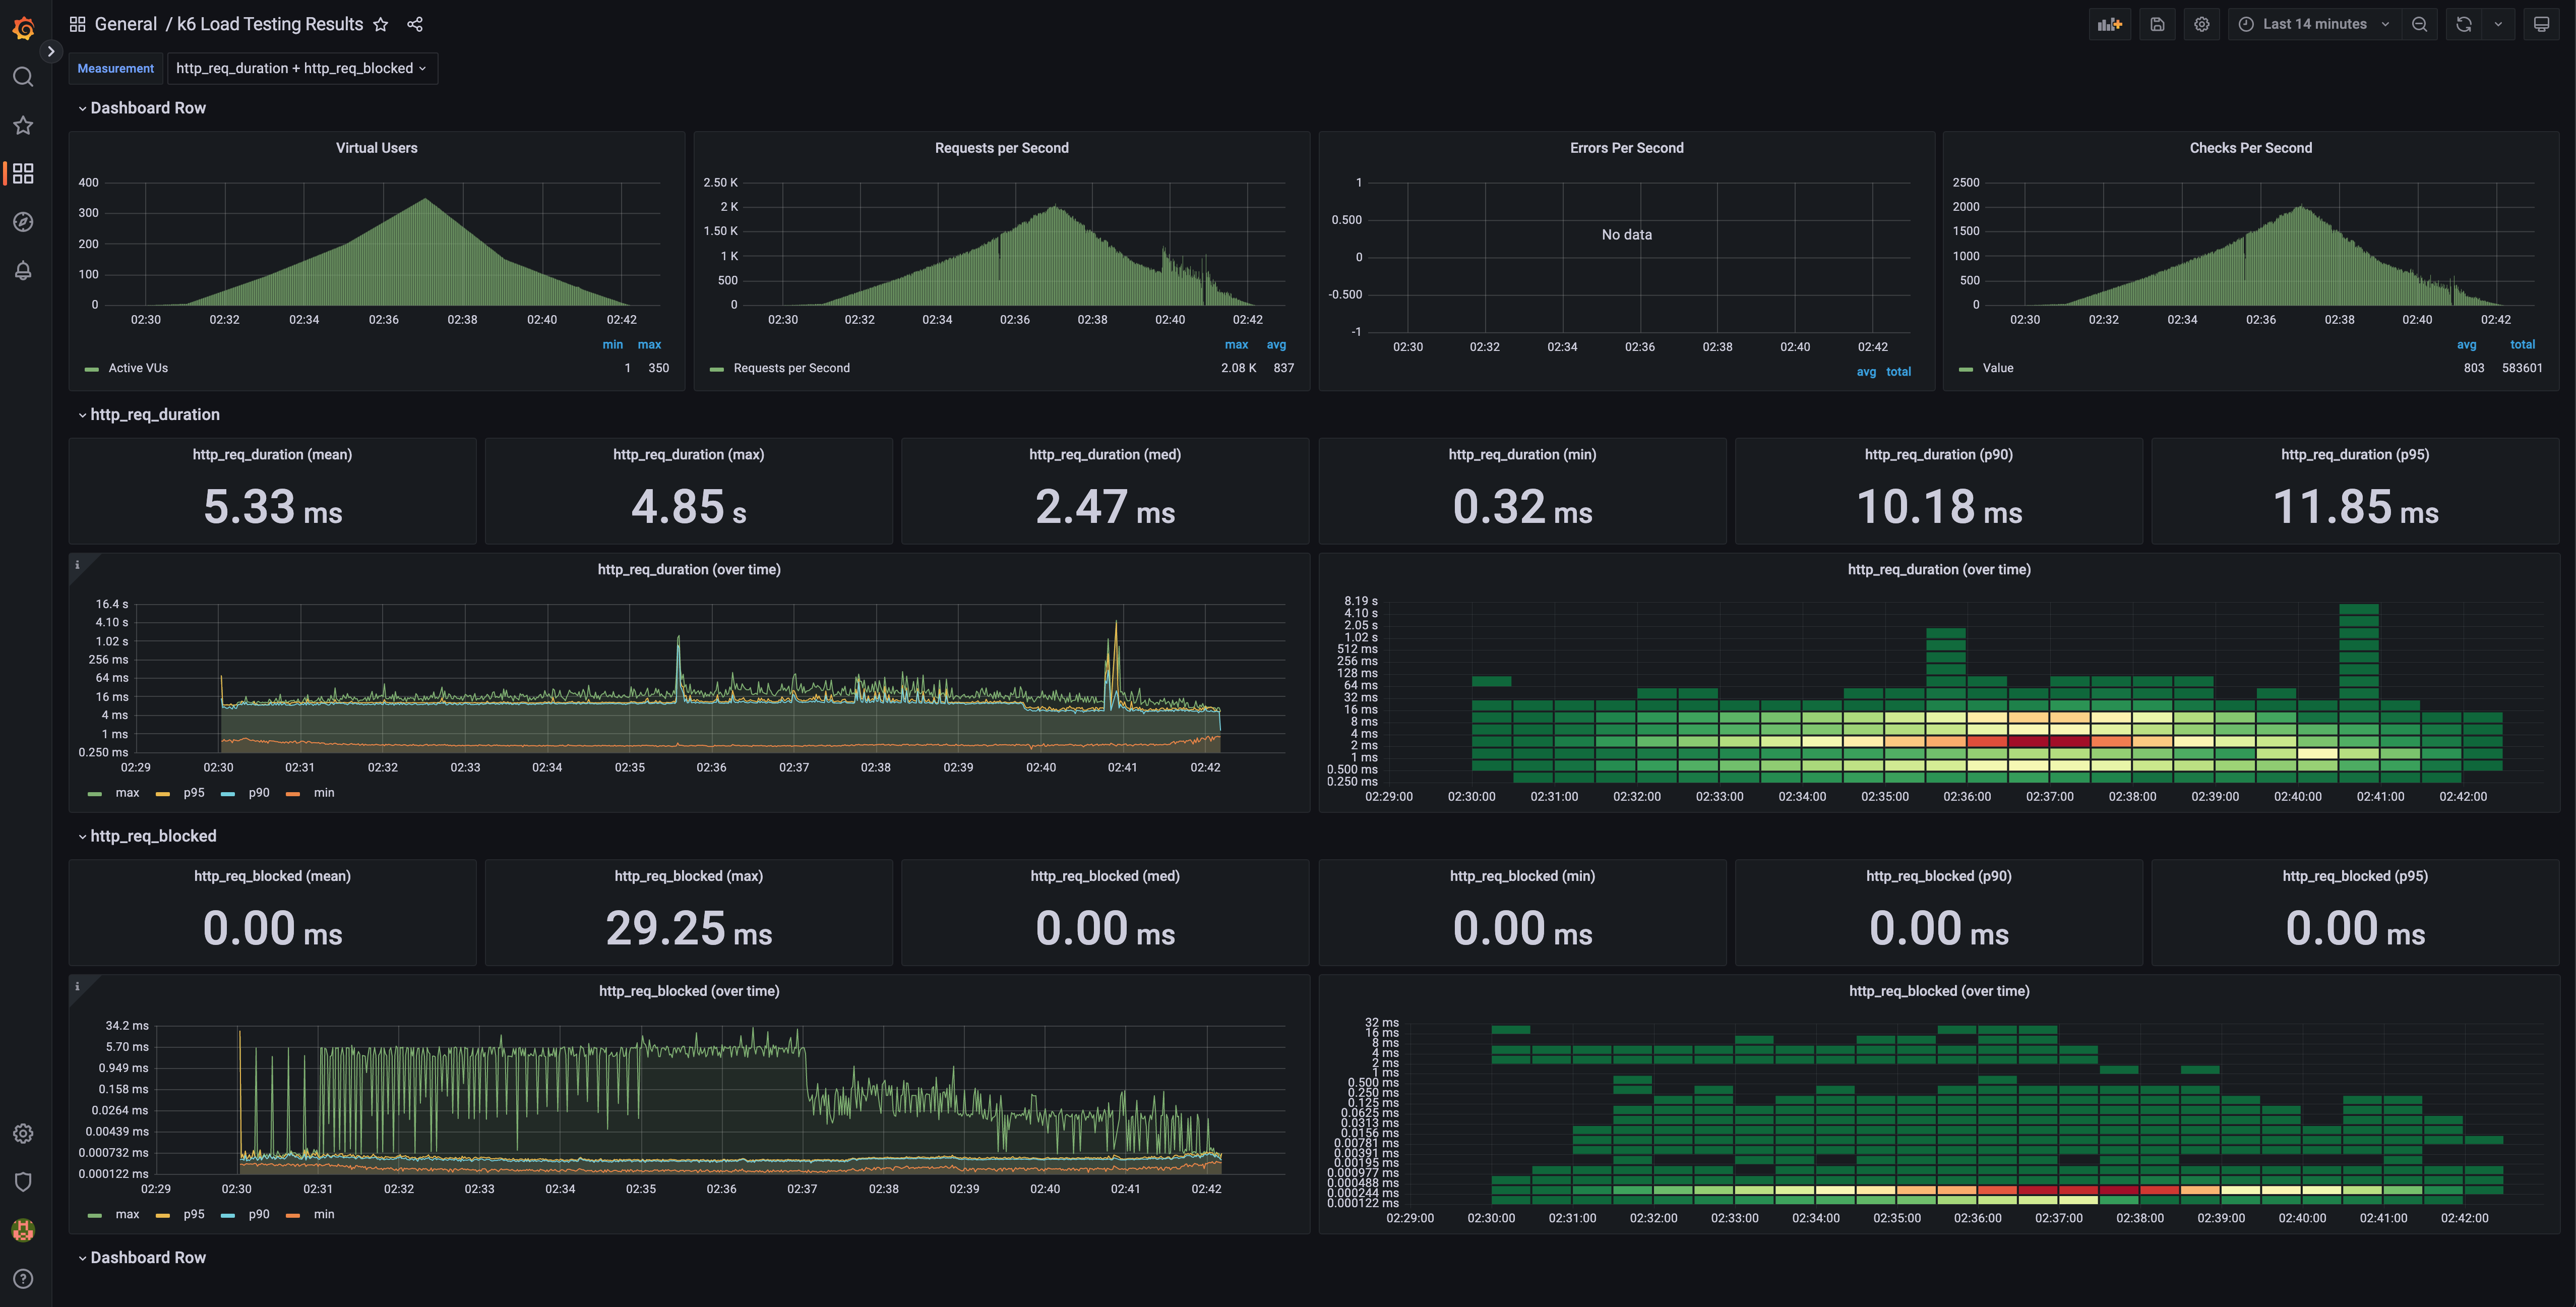 General / k6 Load Testing Results
Last 14 minutes
Measurement
http_req_duration + http_req_blocked
Dashboard Row
Virtual Users
400
300
200
100
0
02:30 02:32 02:34 02:36 02:38 02:40 02:42
min max
Active VUs 1 350
Requests per Second
2.50 K
2 K
1.50 K
1 K
500
0
02:30 02:32 02:34 02:36 02:38 02:40 02:42
max avg
Requests per Second 2.08 K 837
Errors Per Second
1
0.500
0
-0.500
-1
No data
02:30 02:32 02:34 02:36 02:38 02:40 02:42
avg total
Checks Per Second
2500
2000
1500
1000
500
0
02:30 02:32 02:34 02:36 02:38 02:40 02:42
avg total
Value 803 583601
http_req_duration
http_req_duration (mean)
5.33 ms
http_req_duration (max)
4.85 s
http_req_duration (med)
2.47 ms
http_req_duration (min)
0.32 ms
http_req_duration (p90)
10.18 ms
http_req_duration (p95)
11.85 ms
i
http_req_duration (over time)
16.4 s
4.10 s
1.02 s
256 ms
64 ms
16 ms
4 ms
1 ms
0.250 ms
02:29 02:30 02:31 02:32 02:33 02:34 02:35 02:36 02:37 02:38 02:39 02:40 02:41 02:42
max p95 p90 min
http_req_duration (over time)
8.19 s
4.10 s
2.05 s
1.02 s
512 ms
256 ms
128 ms
64 ms
32 ms
16 ms
8 ms
4 ms
2 ms
1 ms
0.500 ms
0.250 ms
02:29:00 02:30:00 02:31:00 02:32:00 02:33:00 02:34:00 02:35:00 02:36:00 02:37:00 02:38:00 02:39:00 02:40:00 02:41:00 02:42:00
http_req_blocked
http_req_blocked (mean)
0.00 ms
http_req_blocked (max)
29.25 ms
http_req_blocked (med)
0.00 ms
http_req_blocked (min)
0.00 ms
http_req_blocked (p90)
0.00 ms
http_req_blocked (p95)
0.00 ms
i
http_req_blocked (over time)
34.2 ms
5.70 ms
0.949 ms
0.158 ms
0.0264 ms
0.00439 ms
0.000732 ms
0.000122 ms
02:29 02:30 02:31 02:32 02:33 02:34 02:35 02:36 02:37 02:38 02:39 02:40 02:41 02:42
max p95 p90 min
http_req_blocked (over time)
32 ms
16 ms
8 ms
4 ms
2 ms
1 ms
0.500 ms
0.250 ms
0.125 ms
0.0625 ms
0.0313 ms
0.0156 ms
0.00781 ms
0.00391 ms
0.00195 ms
0.000977 ms
0.000488 ms
0.000244 ms
0.000122 ms
02:29:00 02:30:00 02:31:00 02:32:00 02:33:00 02:34:00 02:35:00 02:36:00 02:37:00 02:38:00 02:39:00 02:40:00 02:41:00 02:42:00
Dashboard Row